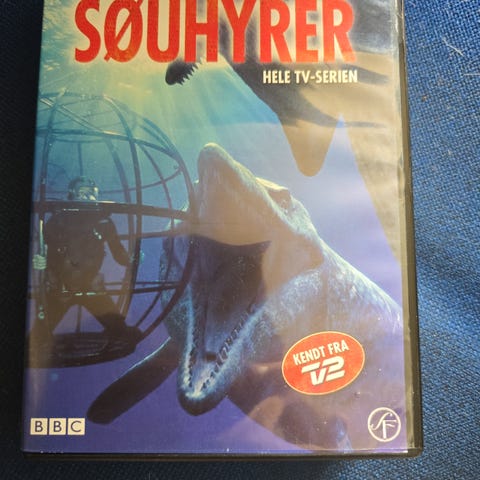 SØUHYRER
HELE TV-SERIEN
KENDT FRA
TV2
BBC
SF